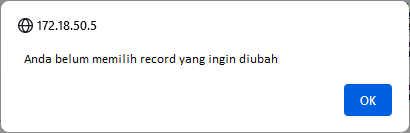 172.18.50.5
Anda belum memilih record yang ingin diubah
OK